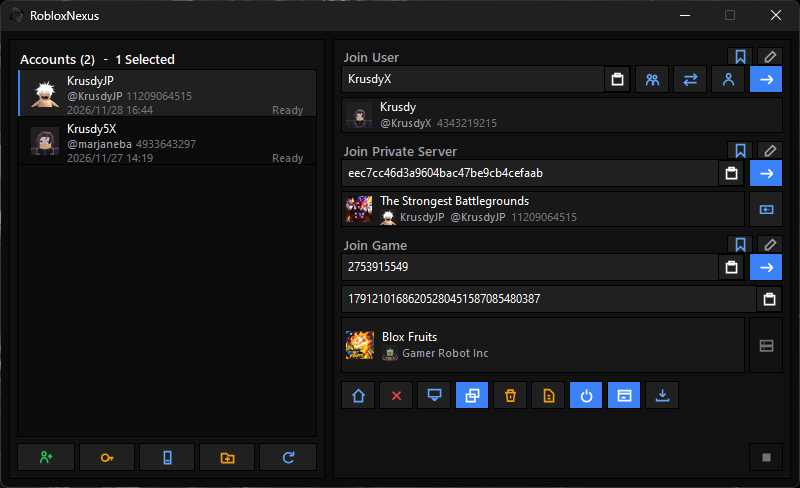 RobloxNexus
Accounts (2) - 1 Selected
KrusdyJP
@KrusdyJP 11209064515
2026/11/28 16:44 Ready
Krusdy5X
@marjaneba 4933643297
2026/11/27 14:19 Ready
Join User
KrusdyX
Krusdy
@KrusdyX 4343219215
Join Private Server
eec7cc46d3a9604bac47be9cb4cefaab
The Strongest Battlegrounds
KrusdyJP @KrusdyJP 11209064515
Join Game
2753915549
17912101686205280451587085480387
Blox Fruits
Gamer Robot Inc